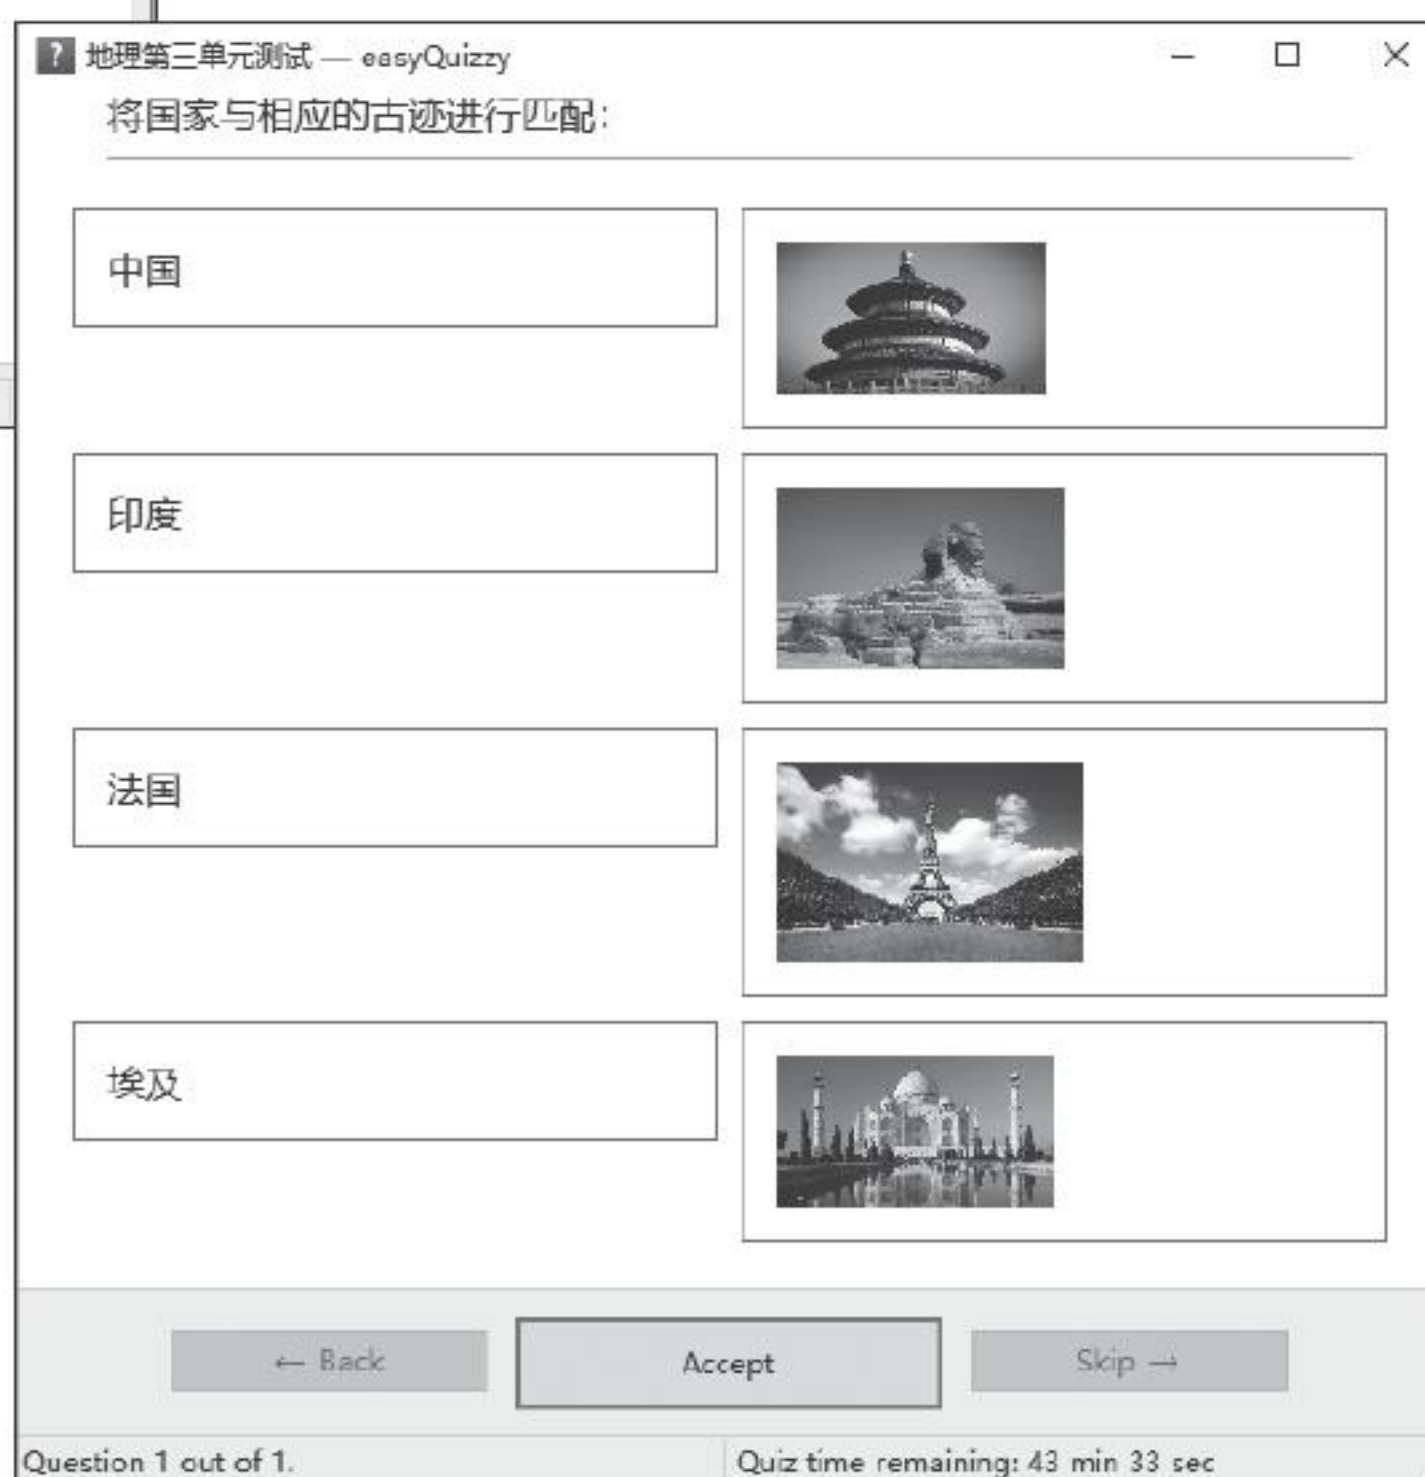 地理第三单元测试 — easyQuizzy
将国家与相应的古迹进行匹配：
中国
印度
法国
埃及
← Back
Accept
Skip →
Question 1 out of 1.
Quiz time remaining: 43 min 33 sec